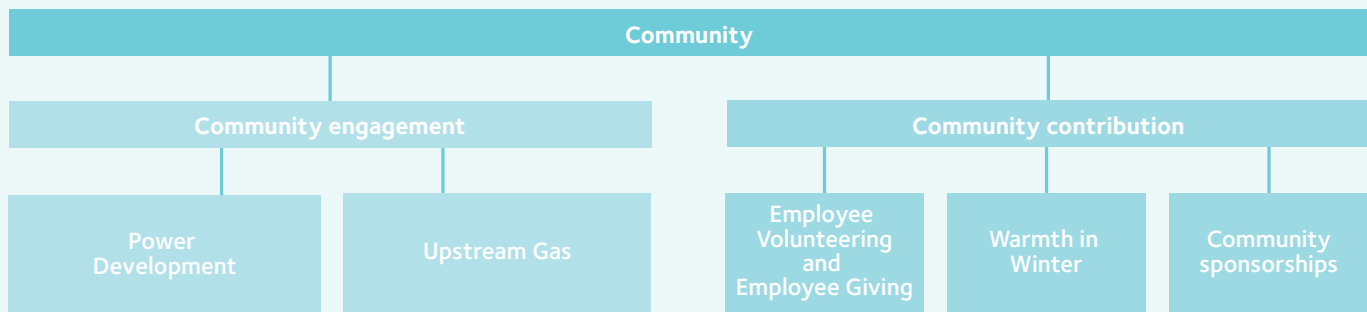 Community
Community engagement
Community contribution
Power
Development
Upstream Gas
Employee
Volunteering
and
Employee Giving
Warmth in
Winter
Community
sponsorships